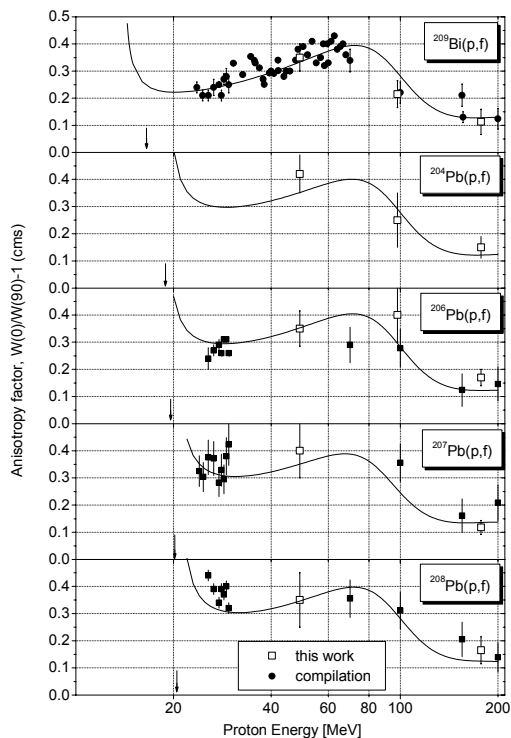 Anisotropy factor, W(0)/W(90)-1 (cms)
0.5
0.4
0.3
0.2
0.1
0.0
²⁰⁹Bi(p,f)
0.4
0.3
0.2
0.1
0.0
²⁰⁴Pb(p,f)
0.4
0.3
0.2
0.1
0.0
²⁰⁶Pb(p,f)
0.4
0.3
0.2
0.1
0.0
²⁰⁷Pb(p,f)
0.4
0.3
0.2
0.1
0.0
²⁰⁸Pb(p,f)
this work
compilation
20 40 60 80 100 200
Proton Energy [MeV]